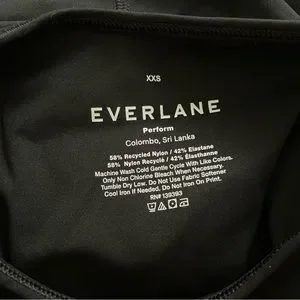 XXS
EVERLANE
Perform
Colombo, Sri Lanka
58% Recycled Nylon / 42% Elastane
58% Nylon Recyclé / 42% Élasthanne
Machine Wash Cold Gentle Cycle With Like Colors.
Only Non Chlorine Bleach When Needed.
Tumble Dry Low. Do Not Use Fabric Softener
Cool Iron If Needed. Do Not Iron On Print.
RN# 139393